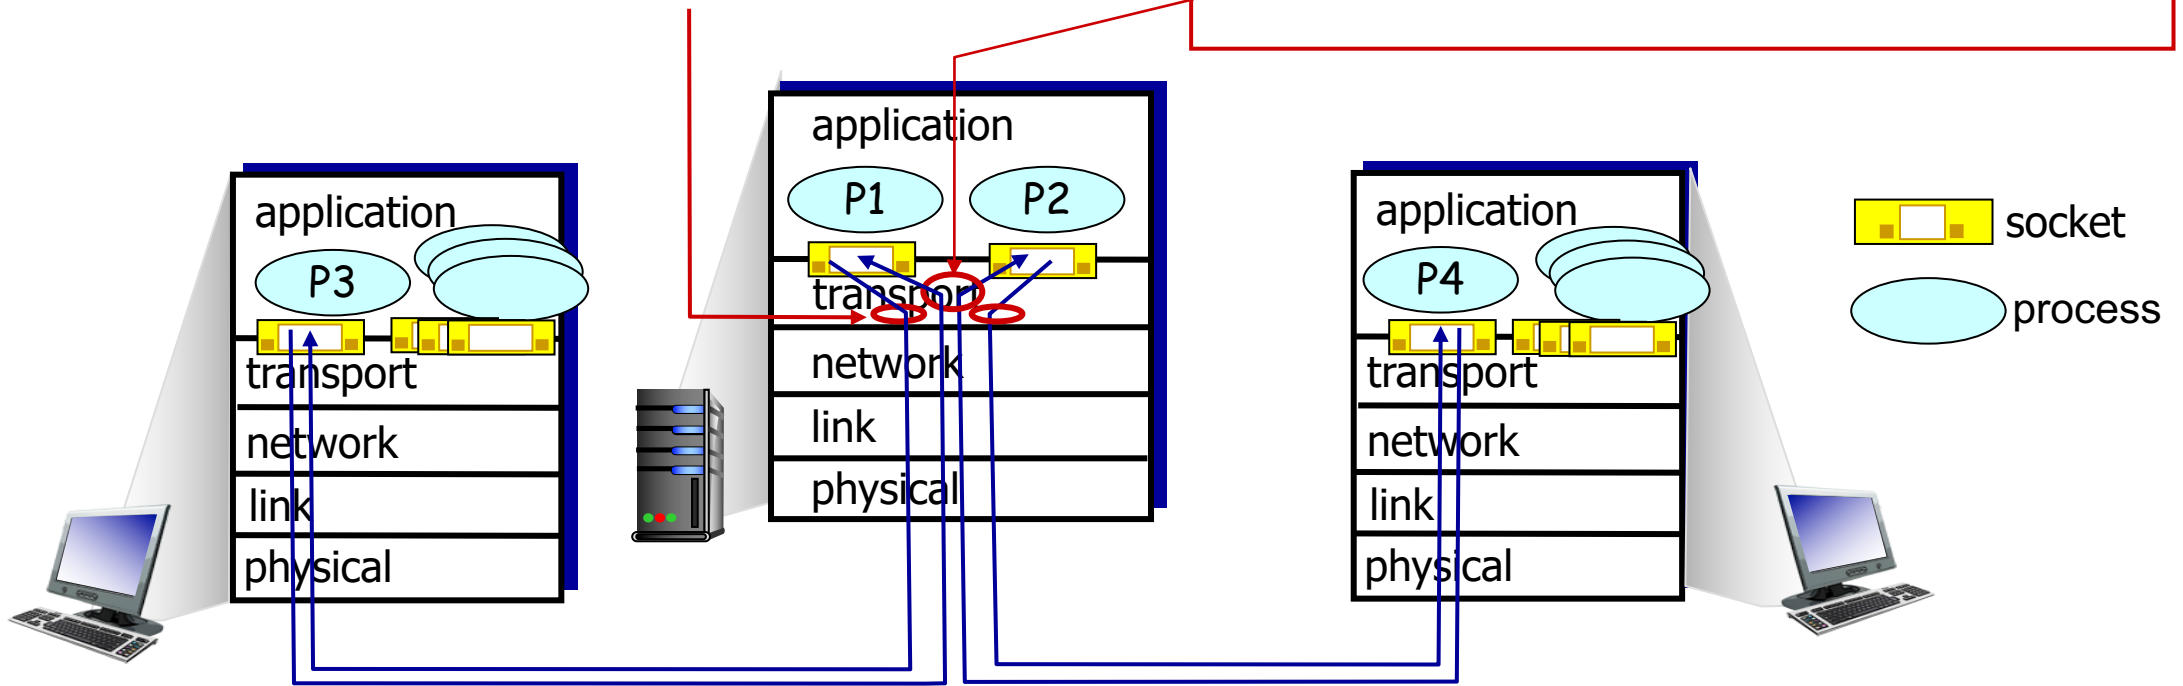 application
P3
transport
network
link
physical
application
P1
P2
transport
network
link
physical
application
P4
transport
network
link
physical
socket
process